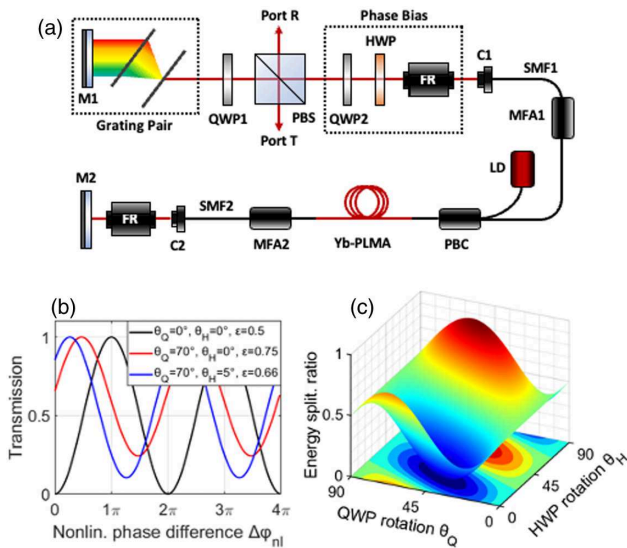 (a)
Port R
Phase Bias
HWP
C1
SMF1
M1
FR
MFA1
QWP1
PBS
QWP2
Grating Pair
Port T
LD
M2
FR
SMF2
C2
MFA2
Yb-PLMA
PBC
(b)
θQ=0°, θH=0°, ε=0.5
θQ=70°, θH=0°, ε=0.75
θQ=70°, θH=5°, ε=0.66
Transmission
1
0.5
0
0 1π 2π 3π 4π
Nonlin. phase difference Δφnl
(c)
Energy split. ratio
1
0.5
0
90 45 0
QWP rotation θQ
0 45 90
HWP rotation θH